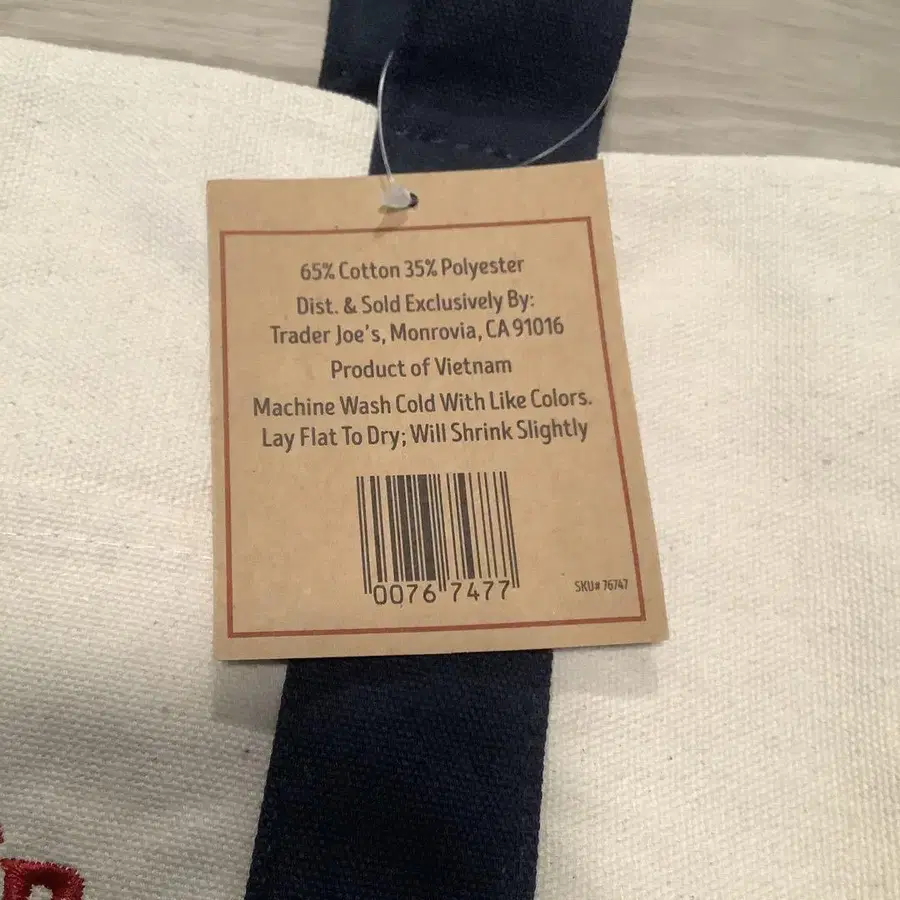 65% Cotton 35% Polyester
Dist. & Sold Exclusively By:
Trader Joe's, Monrovia, CA 91016
Product of Vietnam
Machine Wash Cold With Like Colors.
Lay Flat To Dry; Will Shrink Slightly
0076 7477
SKU# 76747